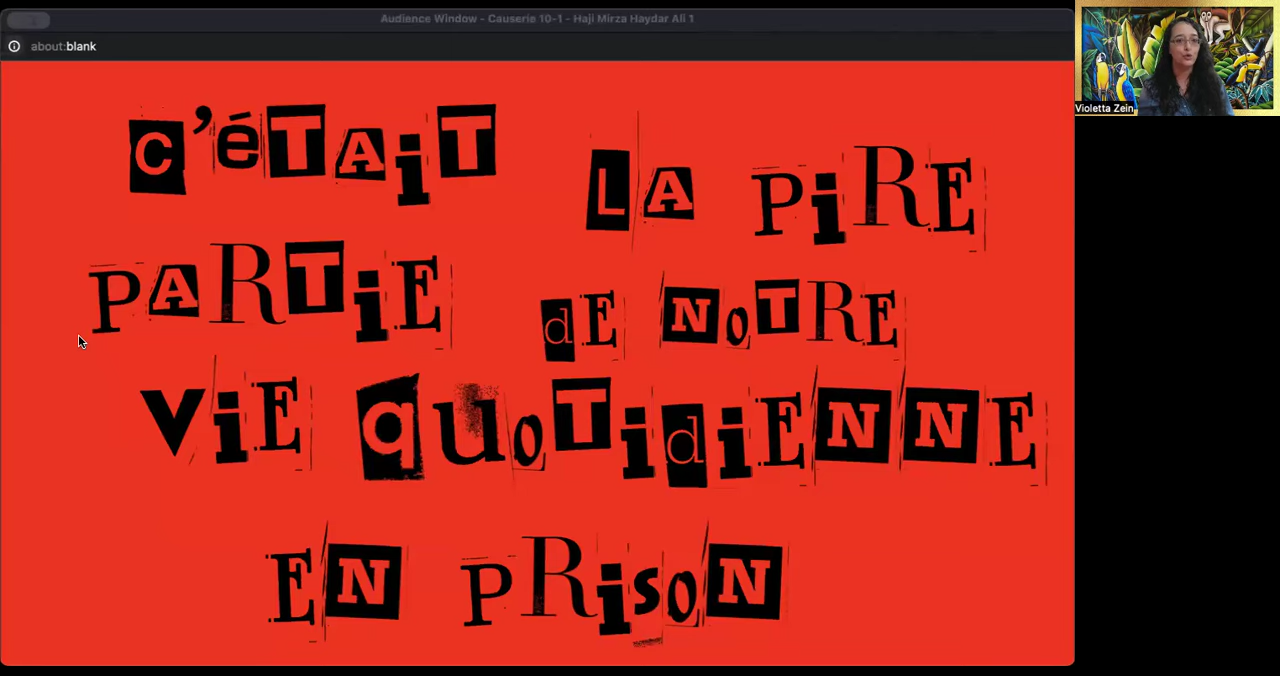 Audience Window - Causerie 10-1 - Haji Mirza Haydar Ali 1
about:blank
Violetta Zein
C'éTAiT LA PiRE
PARTiE dE NoTRE
ViE quoTidiENNE
EN PRisoN